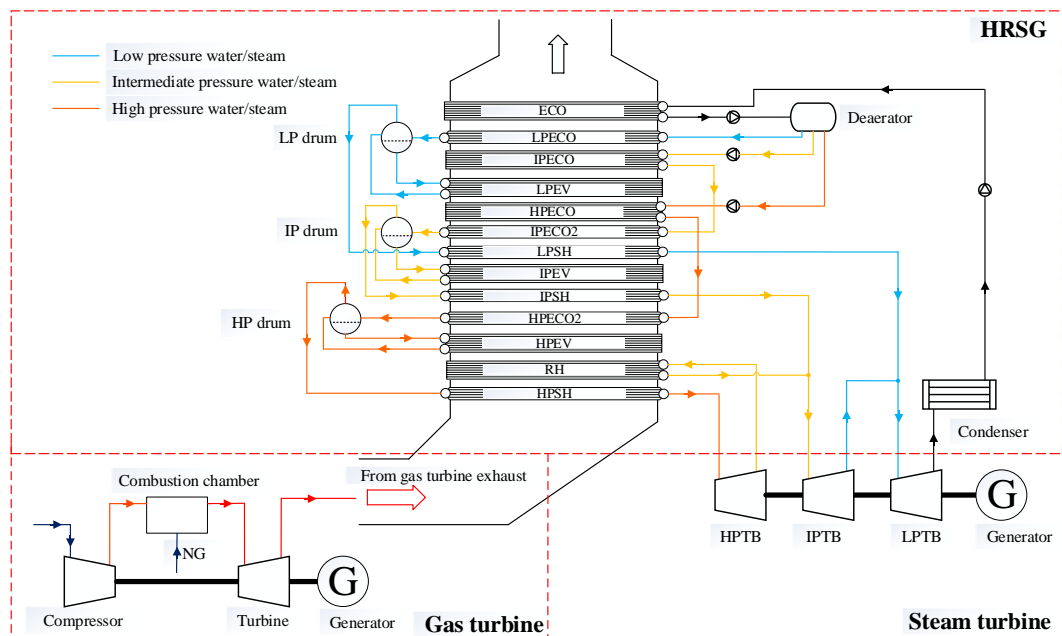 HRSG
Low pressure water/steam
Intermediate pressure water/steam
High pressure water/steam
ECO
Deaerator
LP drum
LPECO
IPECO
LPEV
HPECO
IP drum
IPECO2
LPSH
IPEV
IPSH
HP drum
HPECO2
HPEV
RH
HPSH
Condenser
From gas turbine exhaust
Combustion chamber
NG
G
HPTB
IPTB
LPTB
Generator
G
Compressor
Turbine
Generator
Gas turbine
Steam turbine